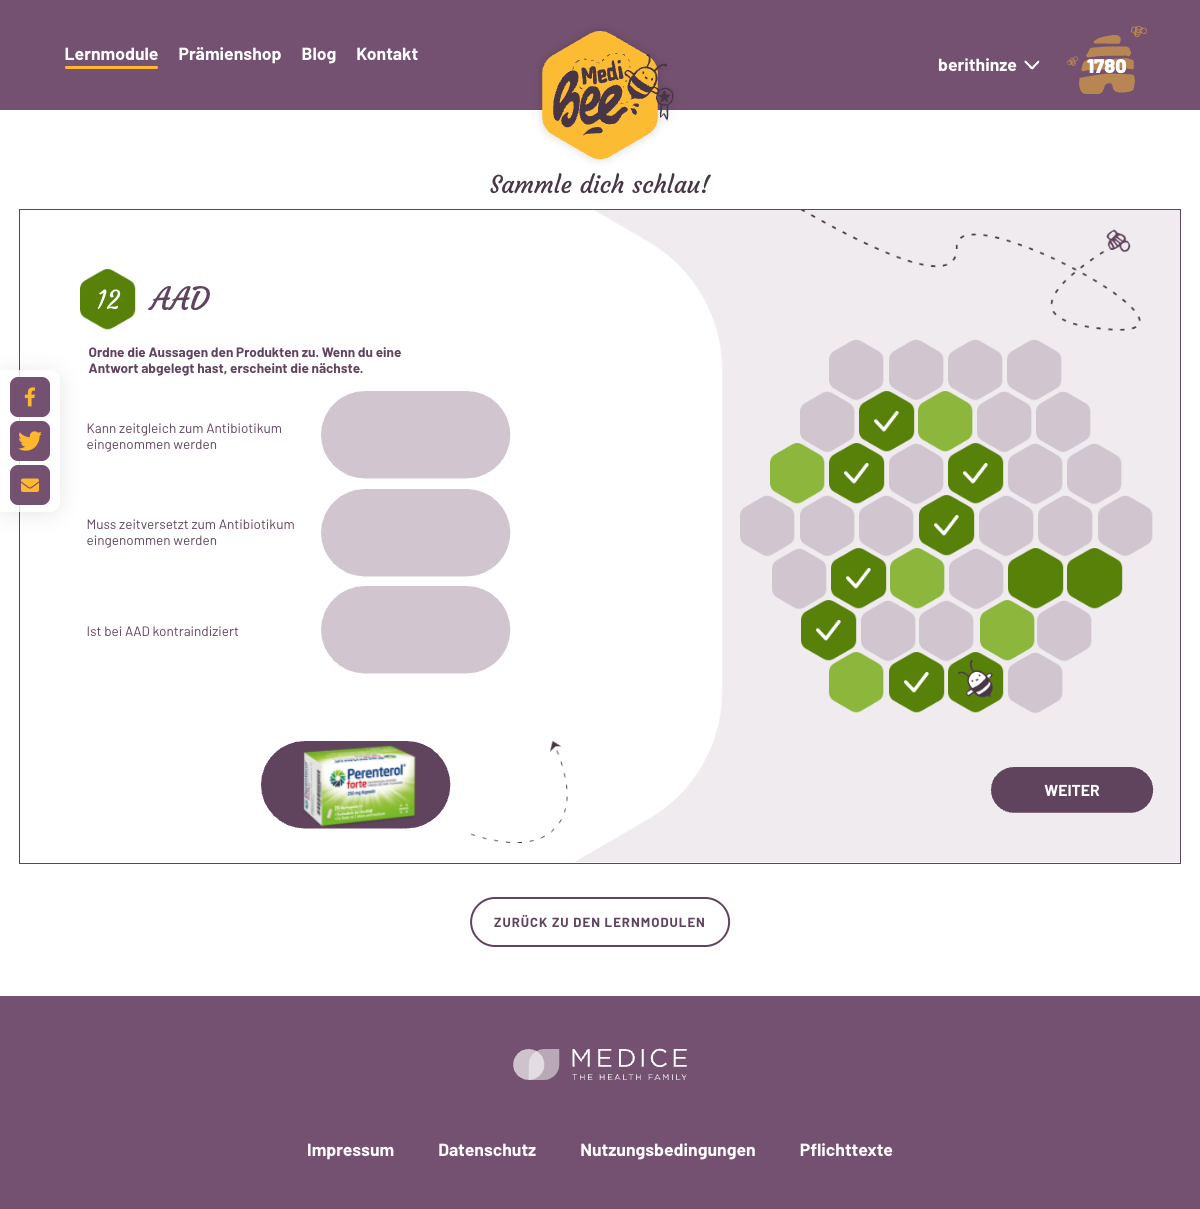 Lernmodule Prämienshop Blog Kontakt
Medi
bee
berithinze
1780
Sammle dich schlau!
12 AAD
Ordne die Aussagen den Produkten zu. Wenn du eine
Antwort abgelegt hast, erscheint die nächste.
Kann zeitgleich zum Antibiotikum
eingenommen werden
Muss zeitversetzt zum Antibiotikum
eingenommen werden
Ist bei AAD kontraindiziert
Perenterol®
forte
250 mg Kapseln
WEITER
ZURÜCK ZU DEN LERNMODULEN
MEDICE
THE HEALTH FAMILY
Impressum Datenschutz Nutzungsbedingungen Pflichttexte